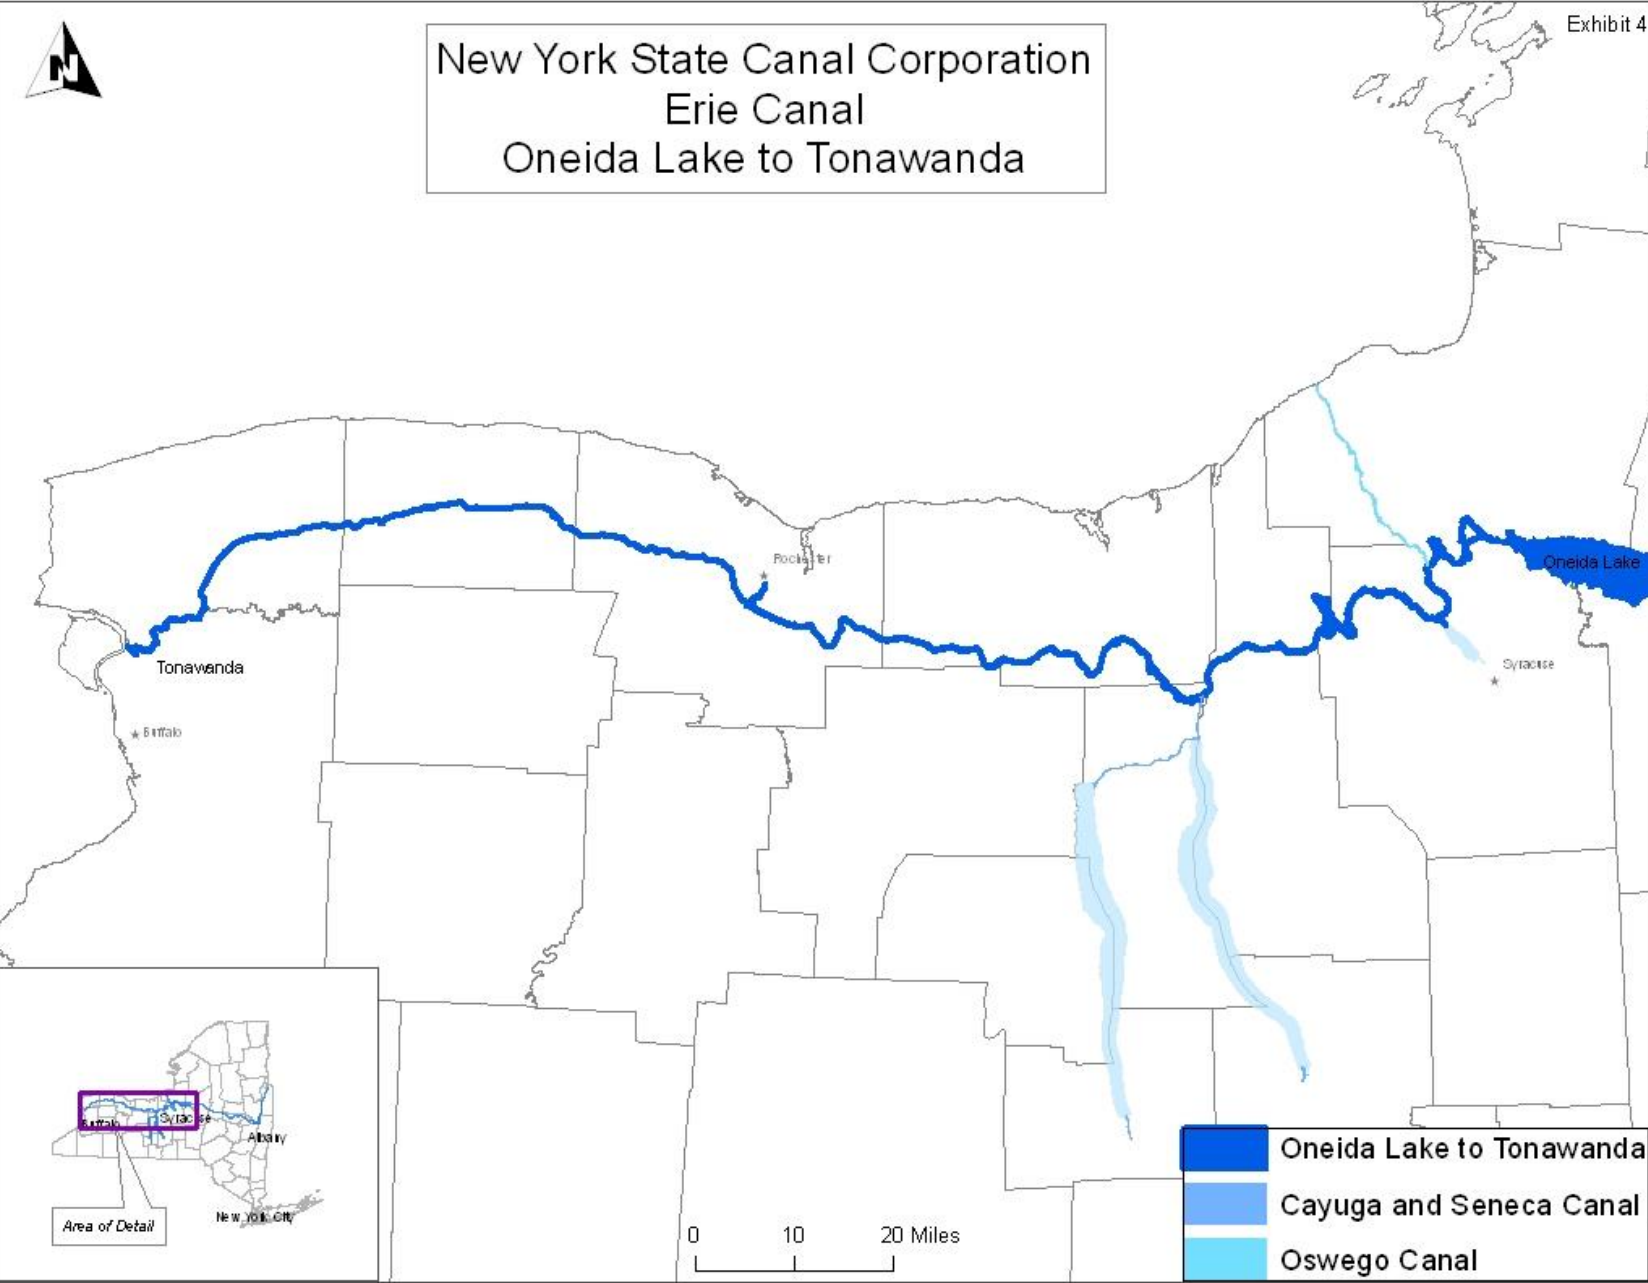 Exhibit 4
N
New York State Canal Corporation
Erie Canal
Oneida Lake to Tonawanda
Rochester
Oneida Lake
Tonawanda
Syracuse
Buffalo
Buffalo
Syracuse
Albany
New York City
Area of Detail
0 10 20 Miles
Oneida Lake to Tonawanda
Cayuga and Seneca Canal
Oswego Canal